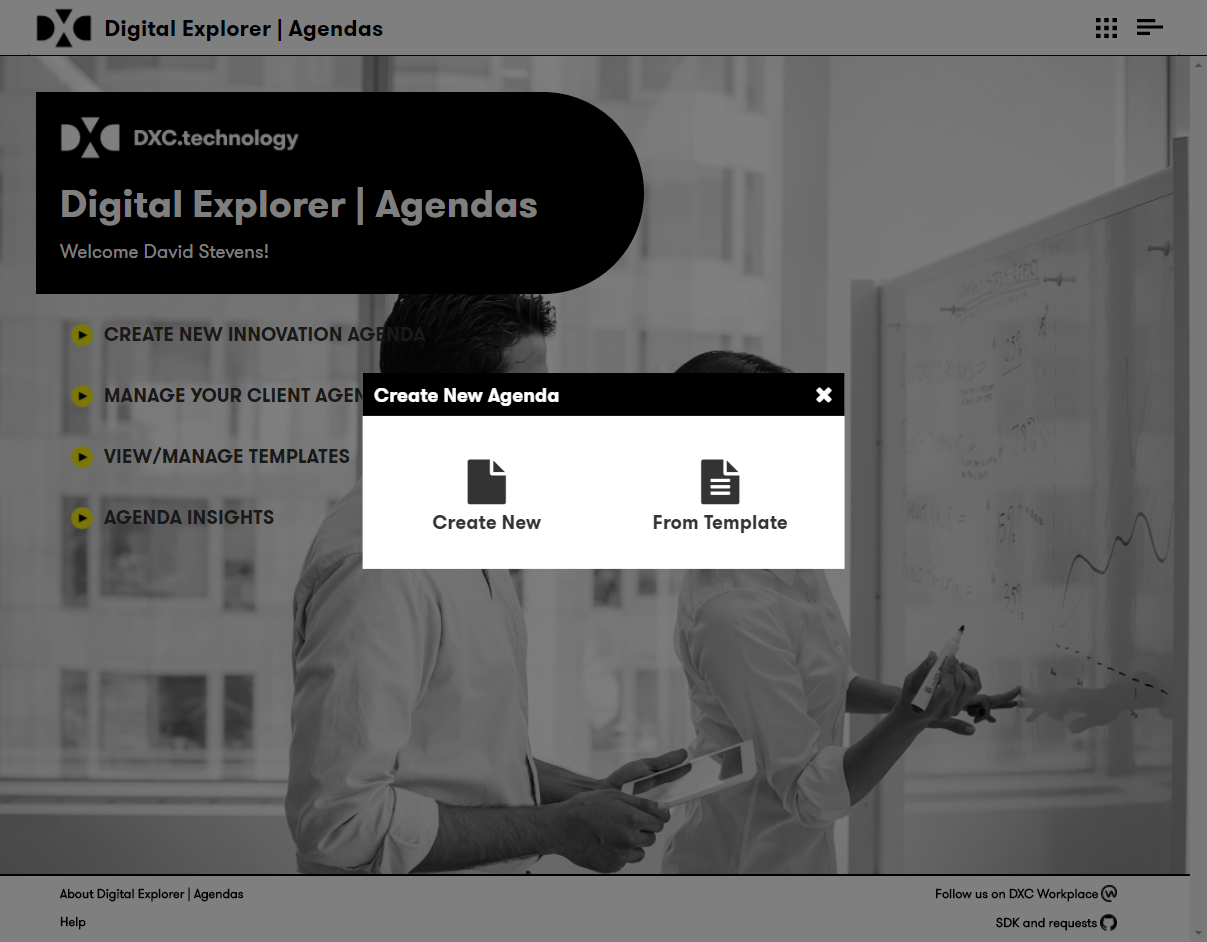 Digital Explorer | Agendas
DXC.technology
Digital Explorer | Agendas
Welcome David Stevens!
CREATE NEW INNOVATION AGENDA
MANAGE YOUR CLIENT AGEN
VIEW/MANAGE TEMPLATES
AGENDA INSIGHTS
Create New Agenda
Create New
From Template
About Digital Explorer | Agendas
Help
Follow us on DXC Workplace
SDK and requests